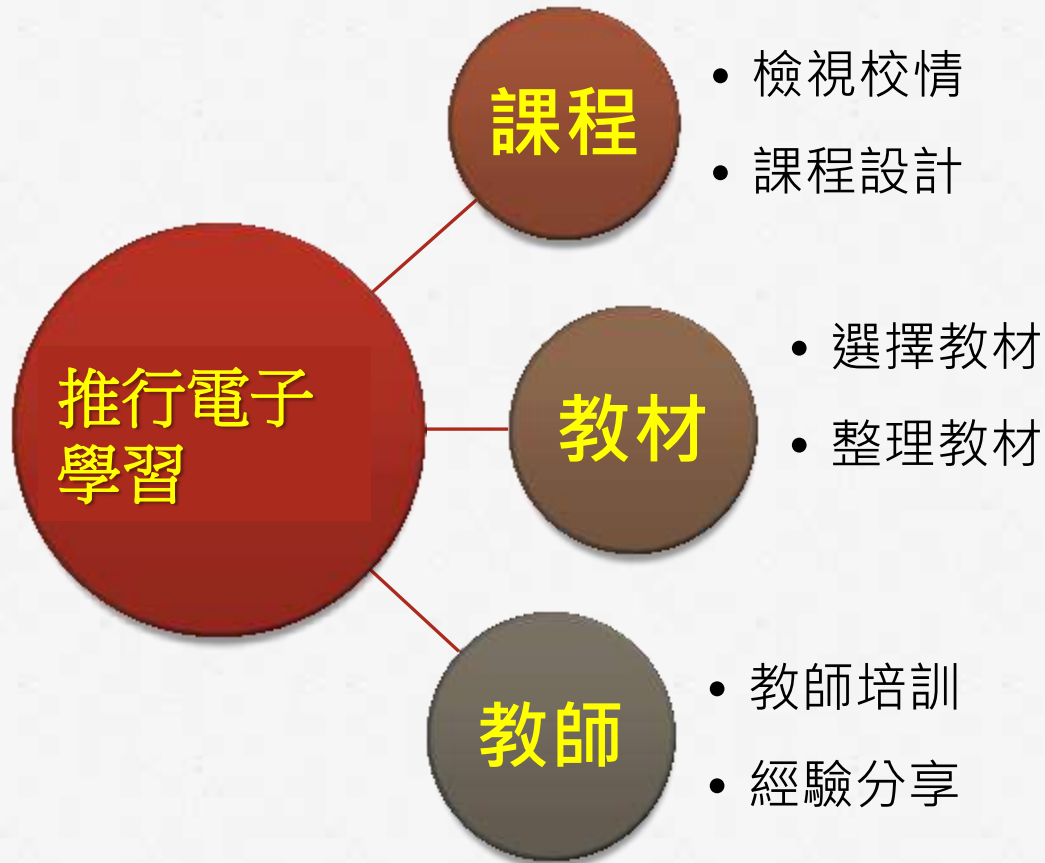 課程
• 檢視校情
• 課程設計
推行電子
學習
教材
• 選擇教材
• 整理教材
教師
• 教師培訓
• 經驗分享